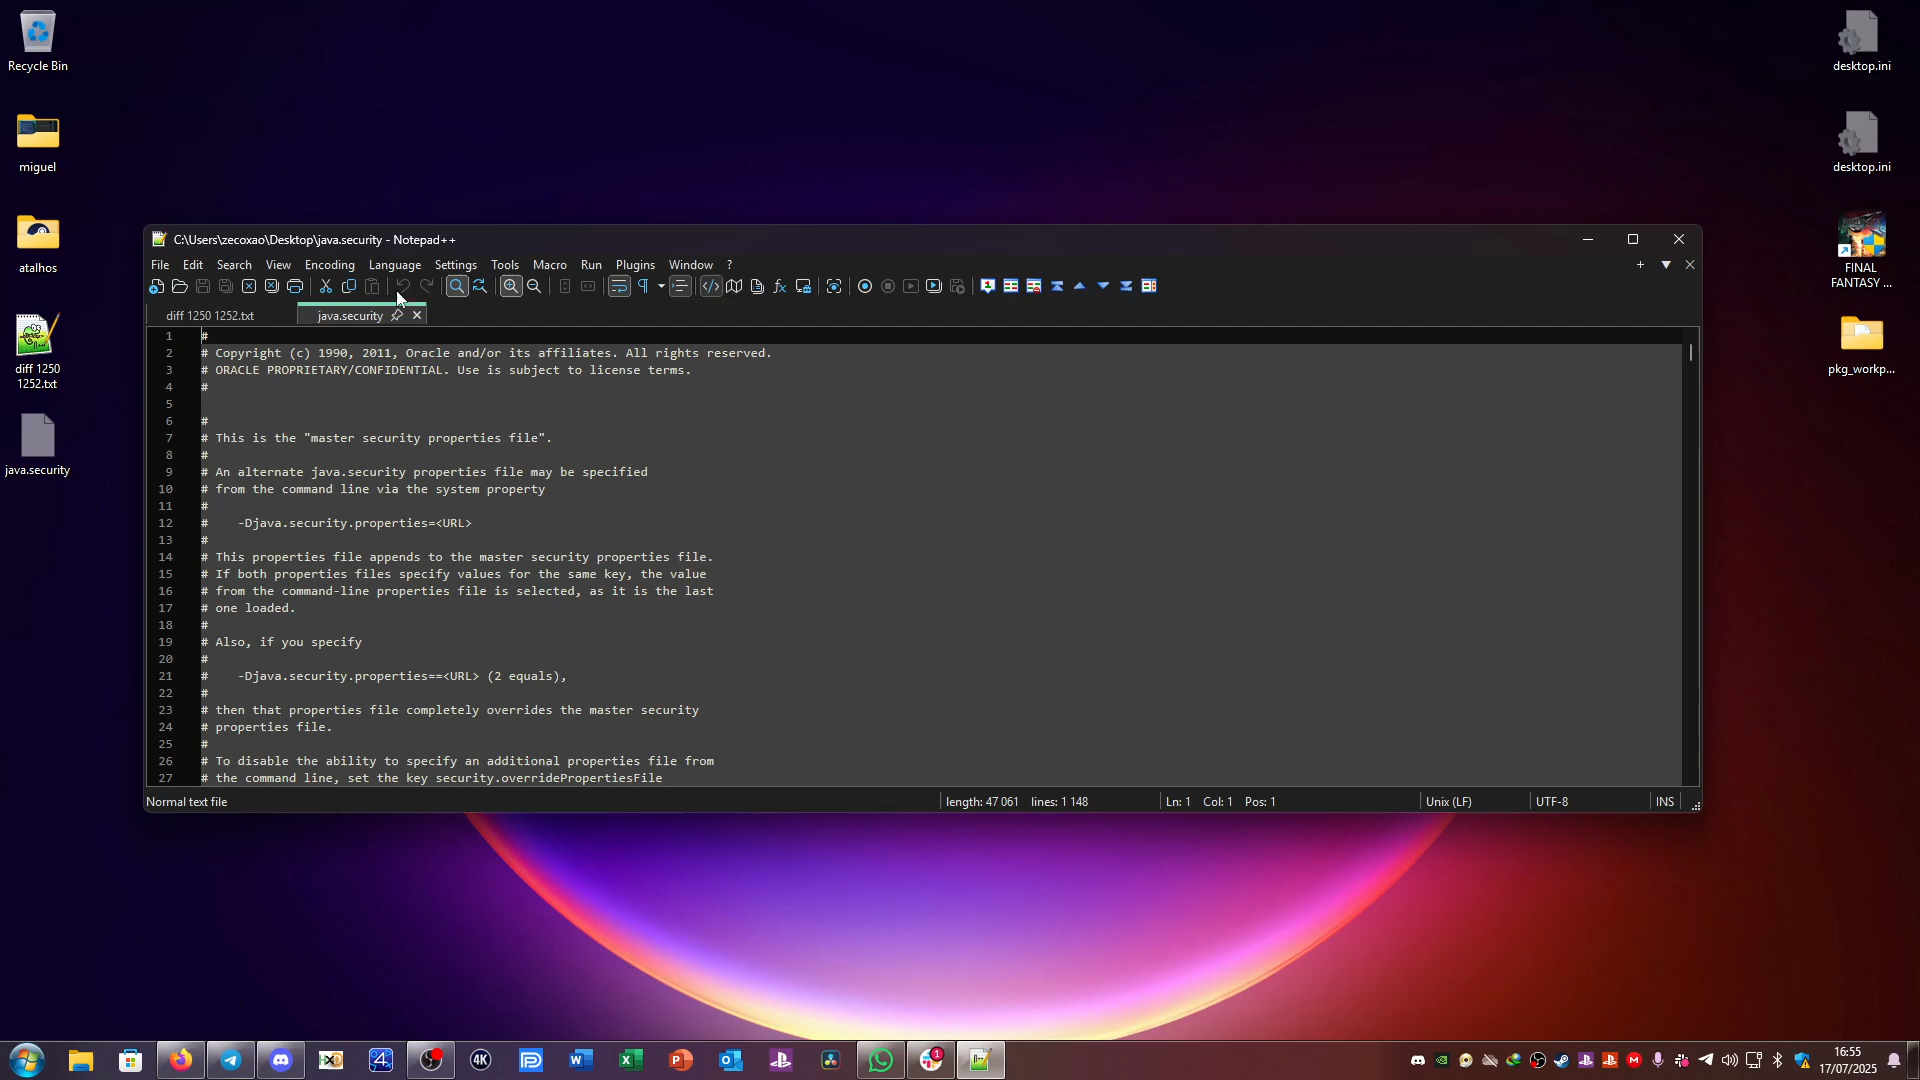 Recycle Bin
miguel
atalhos
diff 1250
1252.txt
java.security
desktop.ini
desktop.ini
FINAL
FANTASY ...
pkg_workp...
C:\Users\zecoxao\Desktop\java.security - Notepad++
File Edit Search View Encoding Language Settings Tools Macro Run Plugins Window ?
diff 1250 1252.txt java.security
1 #
2 # Copyright (c) 1990, 2011, Oracle and/or its affiliates. All rights reserved.
3 # ORACLE PROPRIETARY/CONFIDENTIAL. Use is subject to license terms.
4 #
5
6 #
7 # This is the "master security properties file".
8 #
9 # An alternate java.security properties file may be specified
10 # from the command line via the system property
11 #
12 #    -Djava.security.properties=<URL>
13 #
14 # This properties file appends to the master security properties file.
15 # If both properties files specify values for the same key, the value
16 # from the command-line properties file is selected, as it is the last
17 # one loaded.
18 #
19 # Also, if you specify
20 #
21 #    -Djava.security.properties==<URL> (2 equals),
22 #
23 # then that properties file completely overrides the master security
24 # properties file.
25 #
26 # To disable the ability to specify an additional properties file from
27 # the command line, set the key security.overridePropertiesFile
Normal text file length: 47 061 lines: 1 148 Ln: 1 Col: 1 Pos: 1 Unix (LF) UTF-8 INS
16:55
17/07/2025